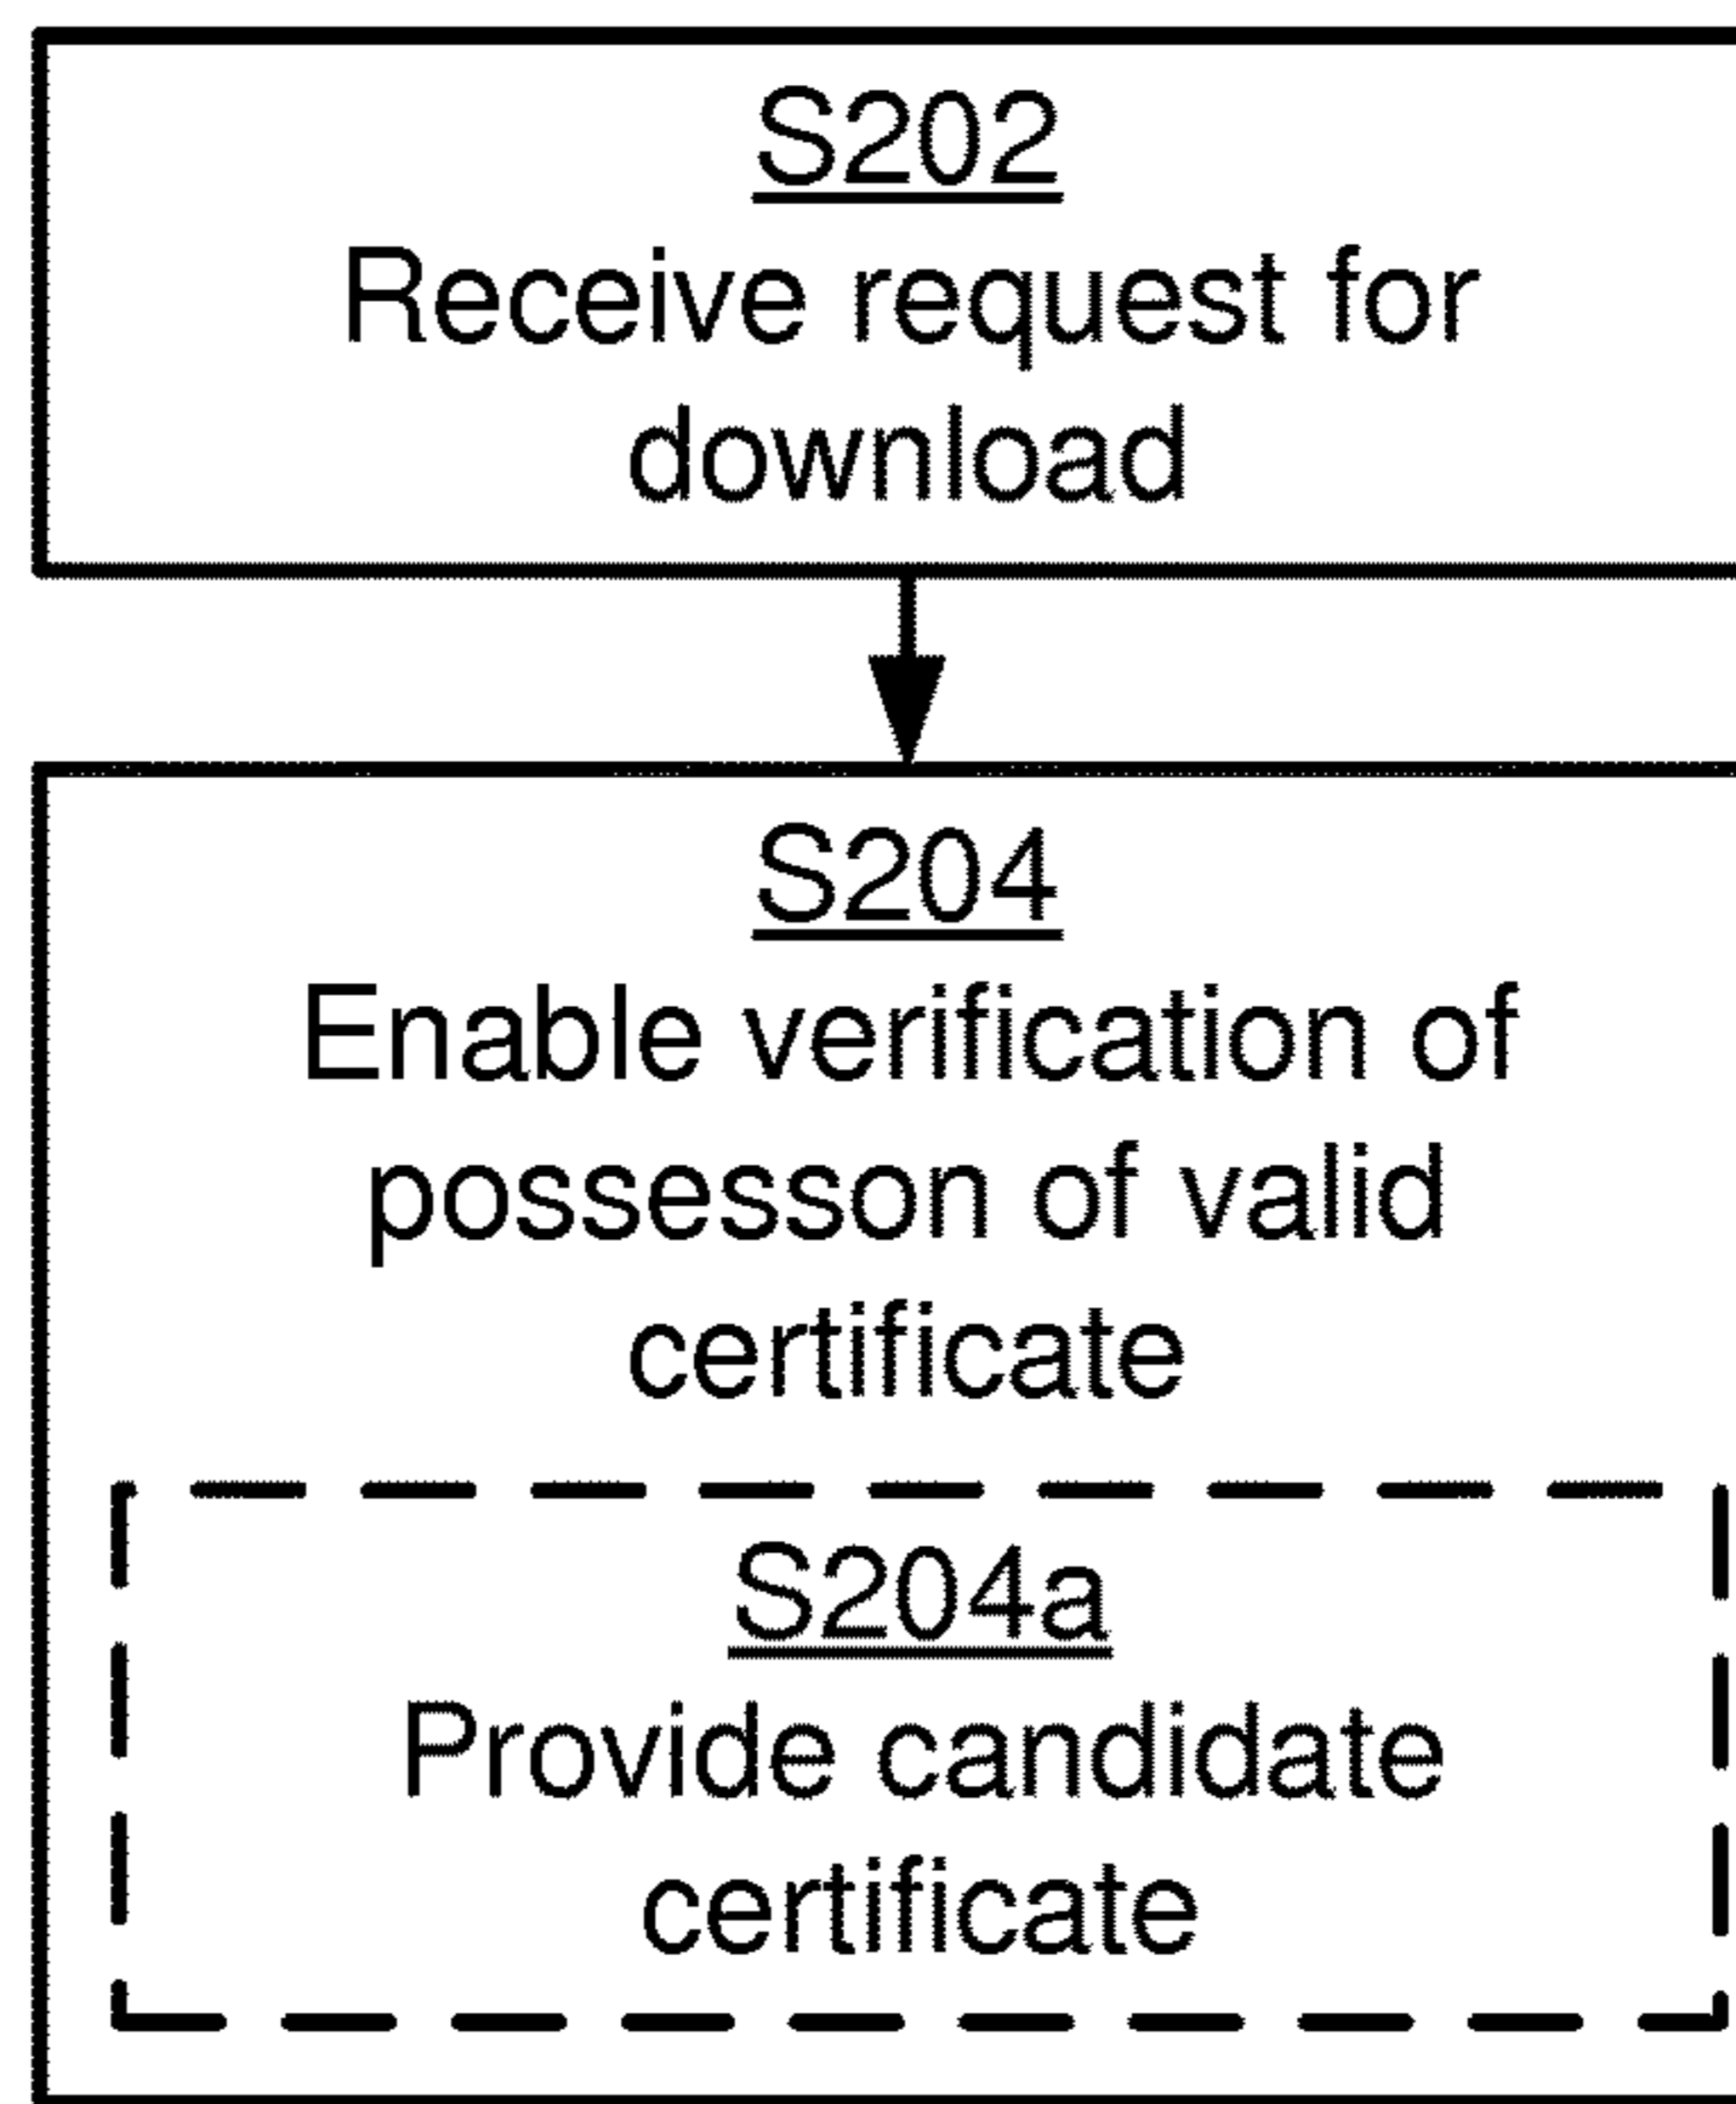 S202
Receive request for
download
S204
Enable verification of
possesson of valid
certificate
S204a
Provide candidate
certificate